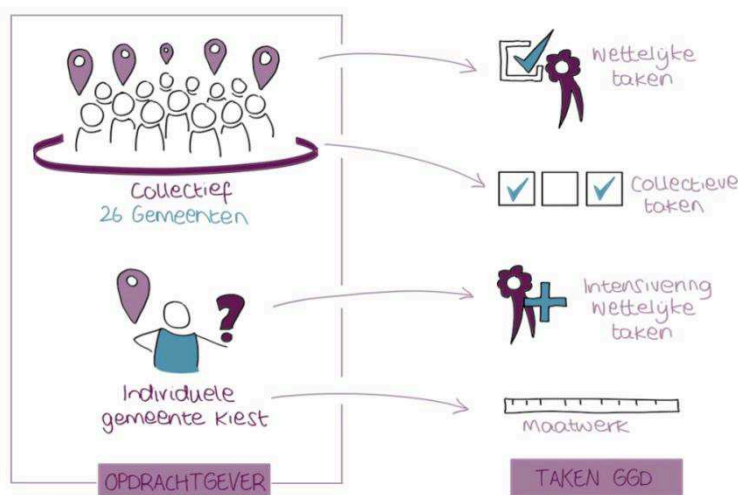 Collectief
26 Gemeenten
Individuele
gemeente kiest
OPDRACHTGEVER
Wettelijke
taken
Collectieve
taken
Intensivering
Wettelijke
taken
Maatwerk
TAKEN GGD